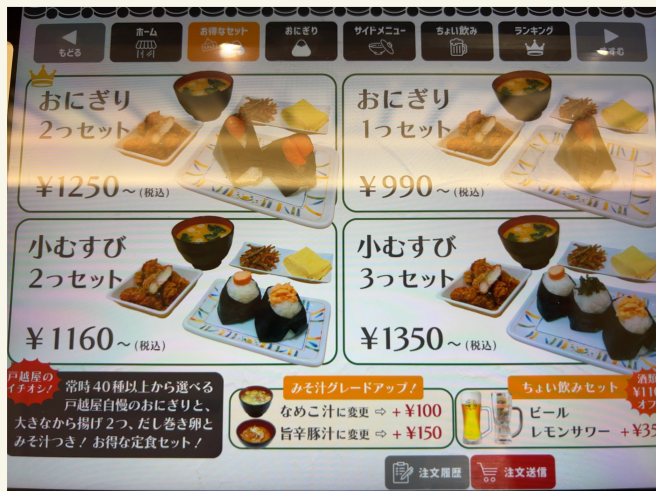 もどる
ホーム
お得なセット
おにぎり
サイドメニュー
ちょい飲み
ランキング
すすむ
おにぎり
2つセット
¥1250~(税込)
おにぎり
1つセット
¥990~(税込)
小むすび
2つセット
¥1160~(税込)
小むすび
3つセット
¥1350~(税込)
戸越屋の
イチオシ!
常時40種以上から選べる
戸越屋自慢のおにぎりと、
大きなから揚げ2つ、だし巻き卵と
みそ汁つき!お得な定食セット!
みそ汁グレードアップ!
なめこ汁に変更 ⇨ +¥100
旨辛豚汁に変更 ⇨ +¥150
ちょい飲みセット
酒類
¥110
オフ
ビール
レモンサワー +¥35
注文履歴
注文送信